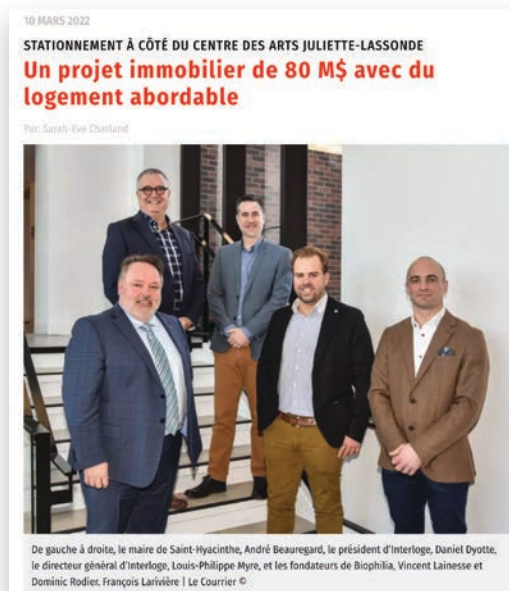 10 MARS 2022
STATIONNEMENT À CÔTÉ DU CENTRE DES ARTS JULIETTE-LASSONDE
Un projet immobilier de 80 M$ avec du
logement abordable
Par: Sarah-Eve Charland
De gauche à droite, le maire de Saint-Hyacinthe, André Beauregard, le président d'Interloge, Daniel Dyotte,
le directeur général d'Interloge, Louis-Philippe Myre, et les fondateurs de Biophilia, Vincent Lainesse et
Dominic Rodier. François Larivière | Le Courrier ©